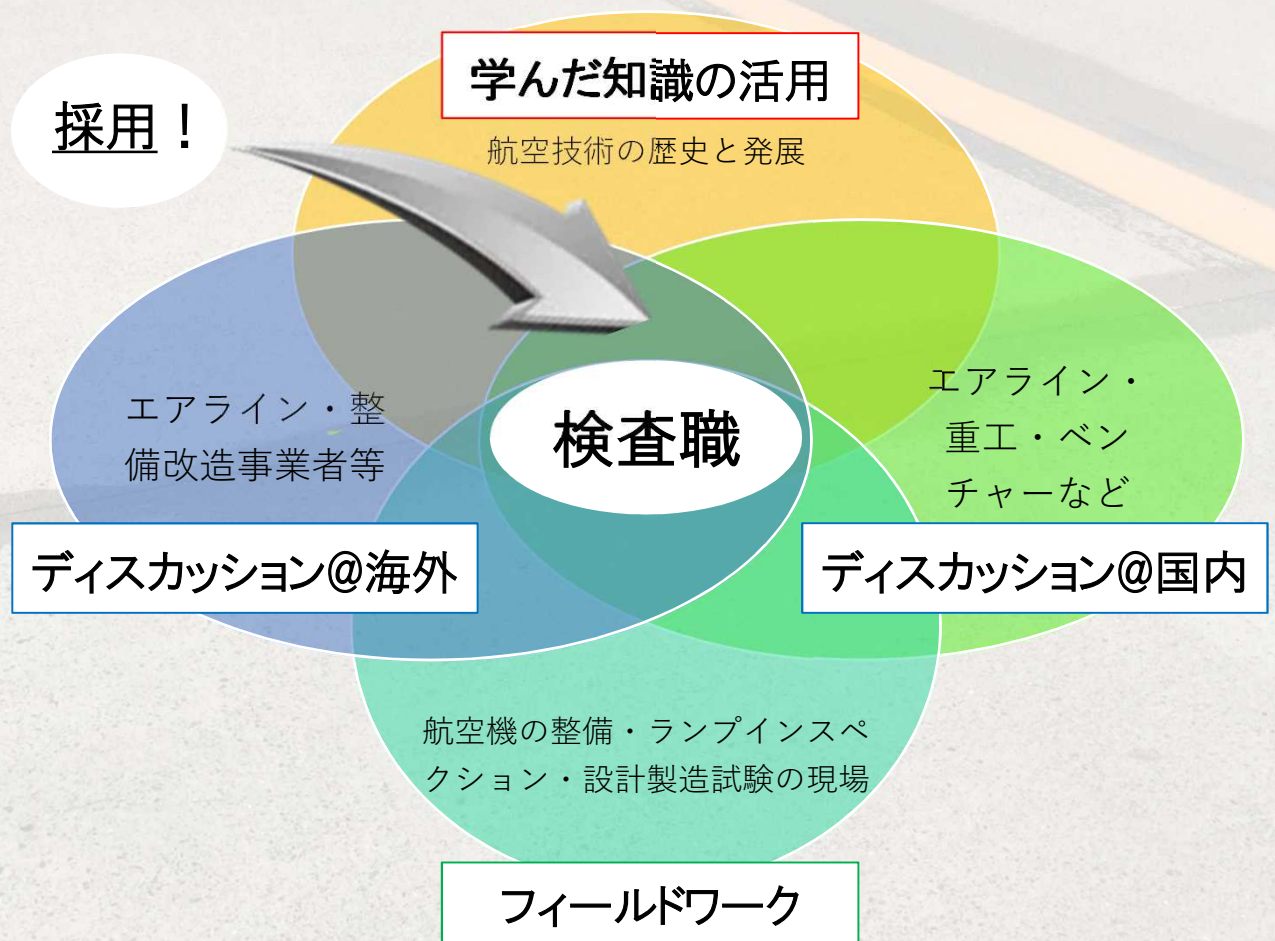 学んだ知識の活用
採用！
航空技術の歴史と発展
エアライン・整
備改造事業者等
検査職
エアライン・
重工・ベン
チャーなど
ディスカッション@海外
ディスカッション@国内
航空機の整備・ランプインスペ
クション・設計製造試験の現場
フィールドワーク